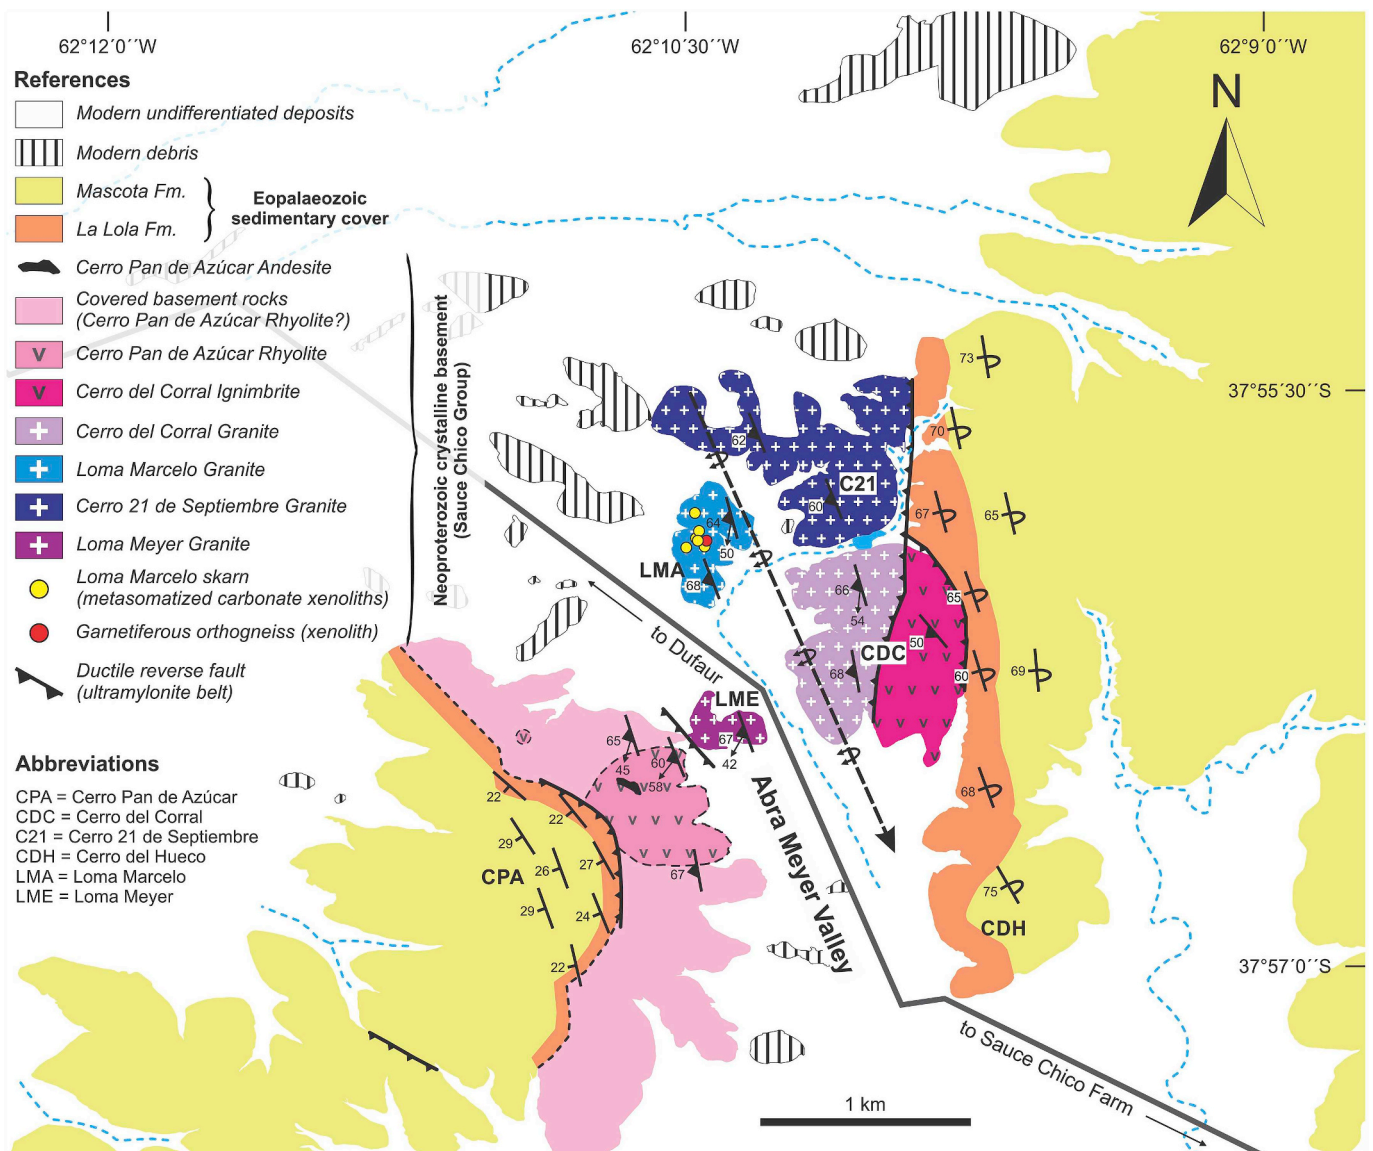 62°12´0´´W
62°10´30´´W
62°9´0´´W
References
Modern undifferentiated deposits
Modern debris
Mascota Fm.
La Lola Fm.
Eopalaeozoic
sedimentary cover
Cerro Pan de Azúcar Andesite
Covered basement rocks
(Cerro Pan de Azúcar Rhyolite?)
v
Cerro Pan de Azúcar Rhyolite
v
Cerro del Corral Ignimbrite
Cerro del Corral Granite
Loma Marcelo Granite
Cerro 21 de Septiembre Granite
Loma Meyer Granite
Loma Marcelo skarn
(metasomatized carbonate xenoliths)
Garnetiferous orthogneiss (xenolith)
Ductile reverse fault
(ultramylonite belt)
Neoproterozoic crystalline basement
(Sauce Chico Group)
Abbreviations
CPA = Cerro Pan de Azúcar
CDC = Cerro del Corral
C21 = Cerro 21 de Septiembre
CDH = Cerro del Hueco
LMA = Loma Marcelo
LME = Loma Meyer
N
37°55´30´´S
37°57´0´´S
73
70
62
C21
60
67
65
64
50
LMA
68
66
54
65
50
CDC
68
60
69
to Dufaur
LME
67
42
65
45
60
58
68
22
22
29
26
27
CPA
29
24
67
22
75
CDH
Abra Meyer Valley
to Sauce Chico Farm
1 km